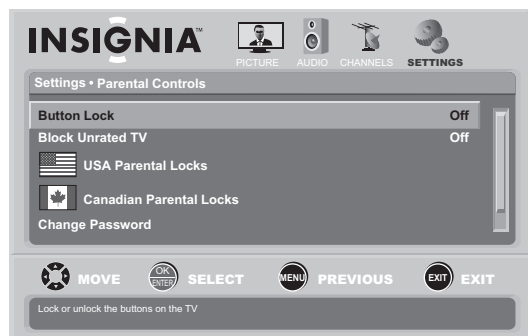 INSIGNIA™
PICTURE AUDIO CHANNELS SETTINGS
Settings • Parental Controls
Button Lock Off
Block Unrated TV Off
USA Parental Locks
Canadian Parental Locks
Change Password
MOVE OK ENTER SELECT MENU PREVIOUS EXIT EXIT
Lock or unlock the buttons on the TV